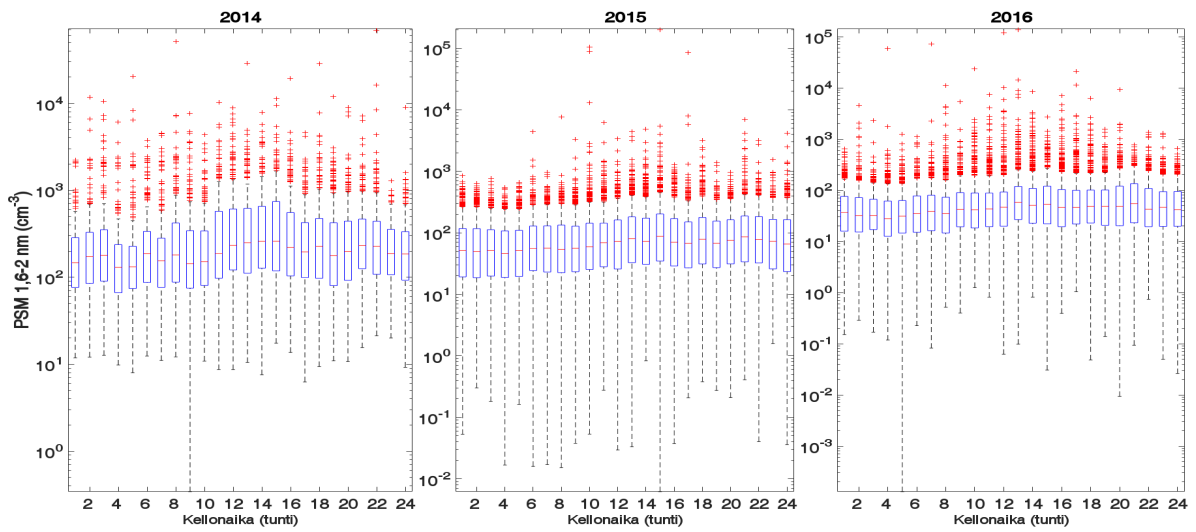 2014 2015 2016
PSM 1,6-2 nm (cm⁻³)
10⁴ 10³ 10² 10¹ 10⁰
10⁵ 10⁴ 10³ 10² 10¹ 10⁰ 10⁻¹ 10⁻²
10⁵ 10⁴ 10³ 10² 10¹ 10⁰ 10⁻¹ 10⁻² 10⁻³
2 4 6 8 10 12 14 16 18 20 22 24 2 4 6 8 10 12 14 16 18 20 22 24 2 4 6 8 10 12 14 16 18 20 22 24
Kellonaika (tunti) Kellonaika (tunti) Kellonaika (tunti)